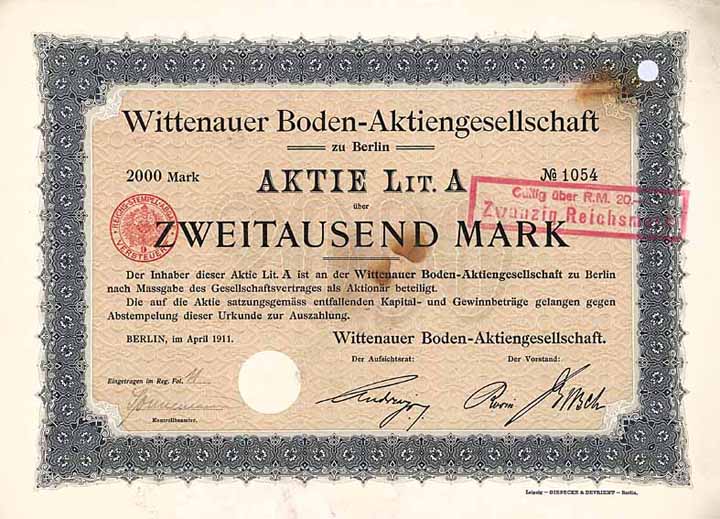 Wittenauer Boden-Aktiengesellschaft
zu Berlin
2000 Mark
AKTIE LIT. A
№ 1054
über
Gültig über R.M. 20.-
Zwanzig Reichsmark
REICHS-STEMPEL-ABGABE
VERSTEUERT
9
ZWEITAUSEND MARK
Der Inhaber dieser Aktie Lit. A ist an der Wittenauer Boden-Aktiengesellschaft zu Berlin
nach Massgabe des Gesellschaftsvertrages als Aktionär beteiligt.
Die auf die Aktie satzungsgemäss entfallenden Kapital- und Gewinnbeträge gelangen gegen
Abstempelung dieser Urkunde zur Auszahlung.
BERLIN, im April 1911.
Wittenauer Boden-Aktiengesellschaft.
Der Aufsichtsrat:
Der Vorstand:
Eingetragen im Reg. Fol.
Kontrollbeamter.
Leipzig — GIESECKE & DEVRIENT — Berlin.